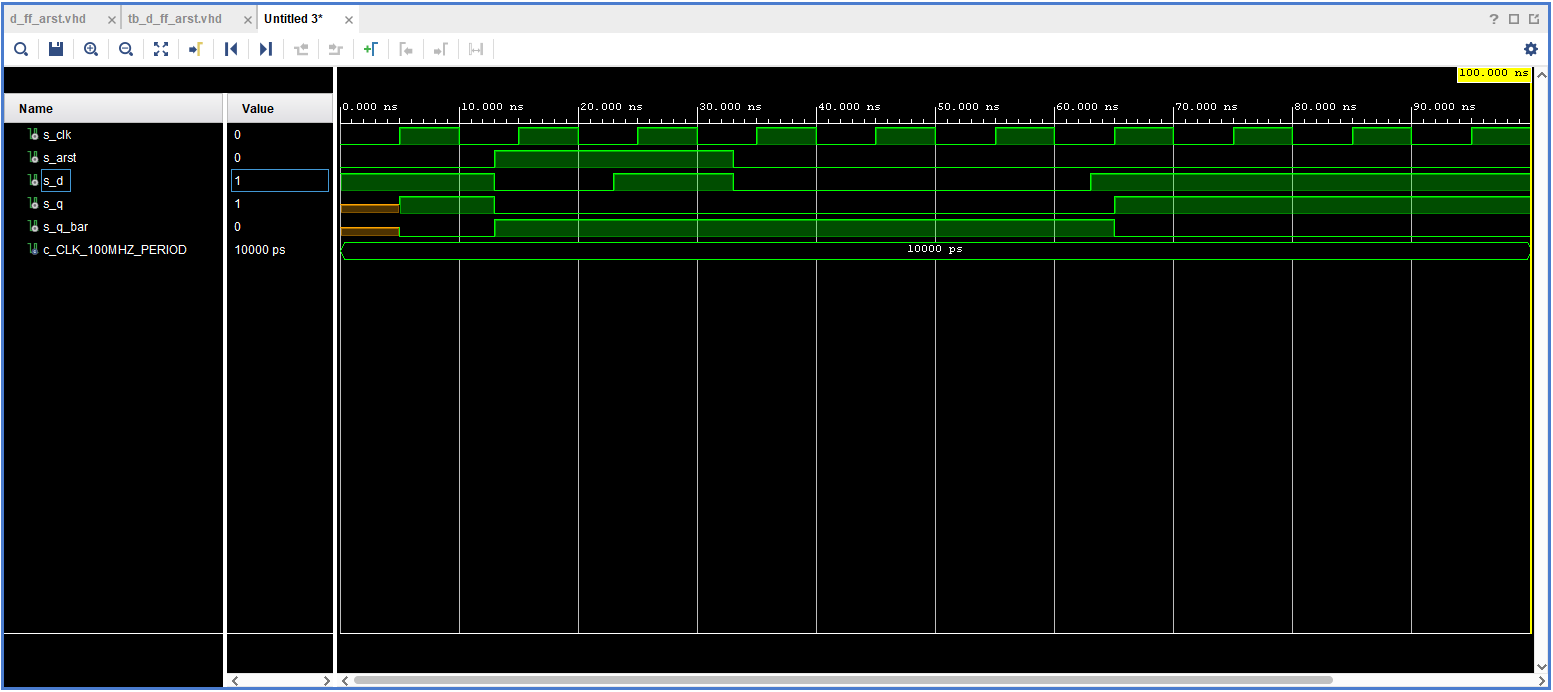 d_ff_arst.vhd tb_d_ff_arst.vhd Untitled 3*
100.000 ns
Name Value
0.000 ns 10.000 ns 20.000 ns 30.000 ns 40.000 ns 50.000 ns 60.000 ns 70.000 ns 80.000 ns 90.000 ns
s_clk 0
s_arst 0
s_d 1
s_q 1
s_q_bar 0
c_CLK_100MHZ_PERIOD 10000 ps 10000 ps